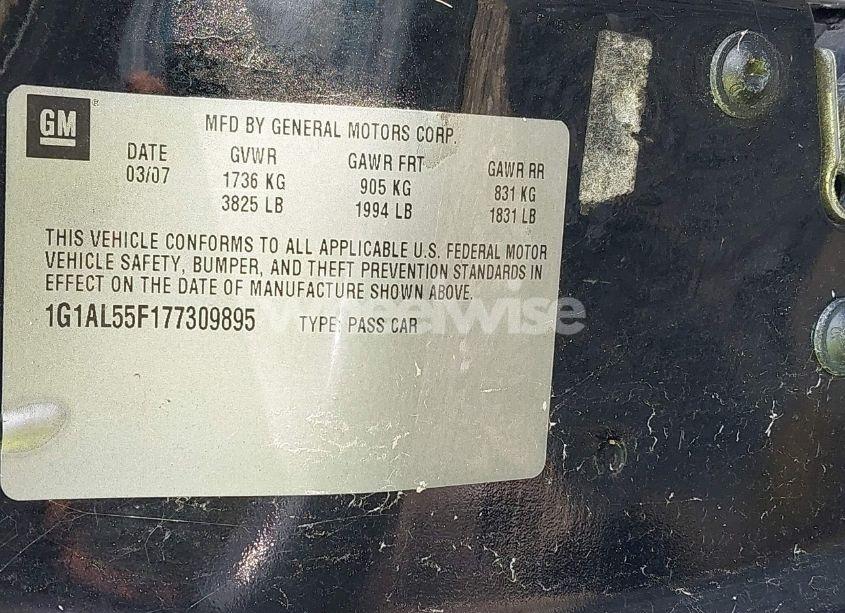 GM
MFD BY GENERAL MOTORS CORP.
DATE GVWR GAWR FRT GAWR RR
03/07 1736 KG 905 KG 831 KG
3825 LB 1994 LB 1831 LB
THIS VEHICLE CONFORMS TO ALL APPLICABLE U.S. FEDERAL MOTOR
VEHICLE SAFETY, BUMPER, AND THEFT PREVENTION STANDARDS IN
EFFECT ON THE DATE OF MANUFACTURE SHOWN ABOVE.
1G1AL55F177309895 TYPE: PASS CAR